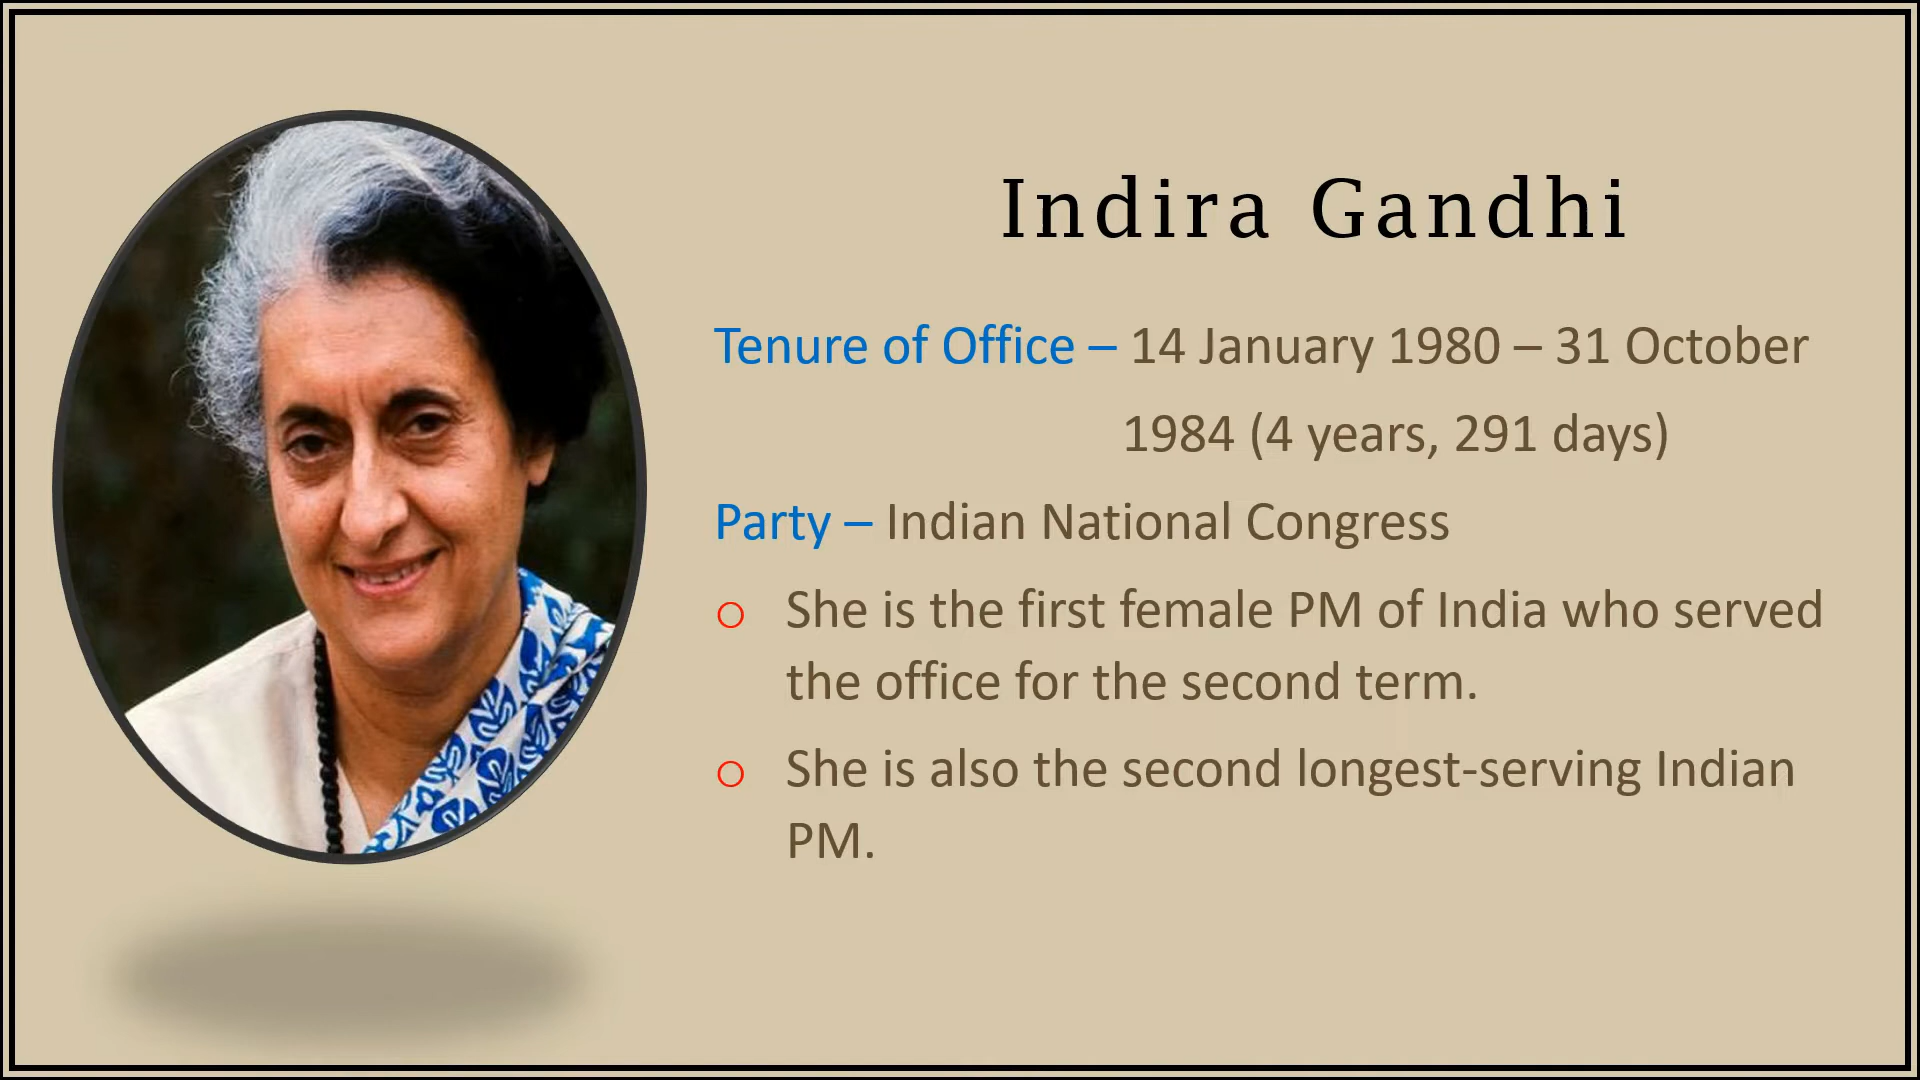 Indira Gandhi
Tenure of Office – 14 January 1980 – 31 October
1984 (4 years, 291 days)
Party – Indian National Congress
○ She is the first female PM of India who served
the office for the second term.
○ She is also the second longest-serving Indian
PM.